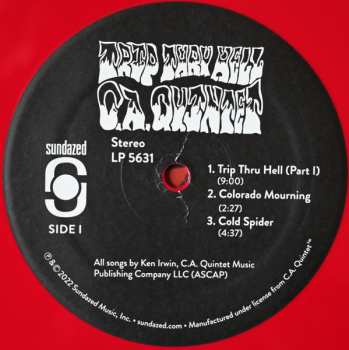 TRIP THRU HELL
C.A. QUINTET
Stereo
LP 5631
sundazed
SIDE I
1. Trip Thru Hell (Part I)
(9:00)
2. Colorado Mourning
(2:27)
3. Cold Spider
(4:37)
All songs by Ken Irwin, C.A. Quintet Music
Publishing Company LLC (ASCAP)
℗&©2022 Sundazed Music, Inc. • sundazed.com • Manufactured under license from C.A. Quintet™